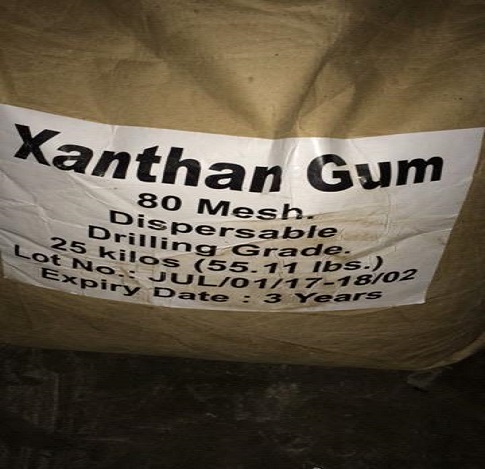 Xanthan Gum
80 Mesh.
Dispersable
Drilling Grade.
25 kilos (55.11 lbs.)
Lot No.: JUL/01/17-18/02
Expiry Date : 3 Years